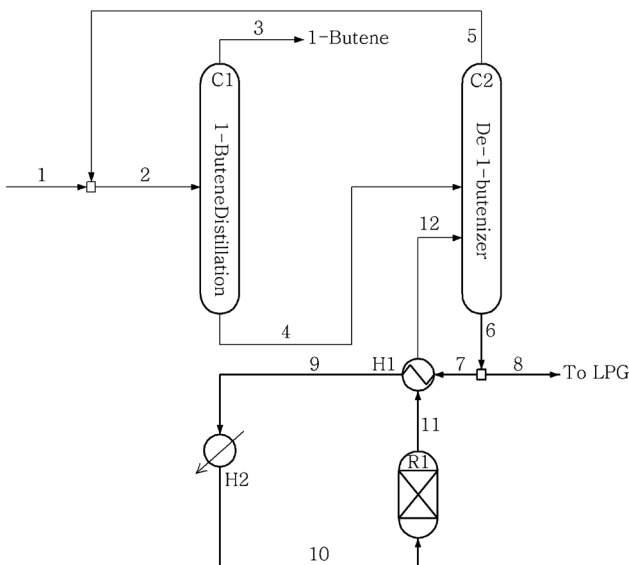 5
3
1-Butene
C1
C2
1-ButeneDistillation
De-1-butenizer
1
2
12
4
6
9
H1
7
8
To LPG
11
R1
H2
10